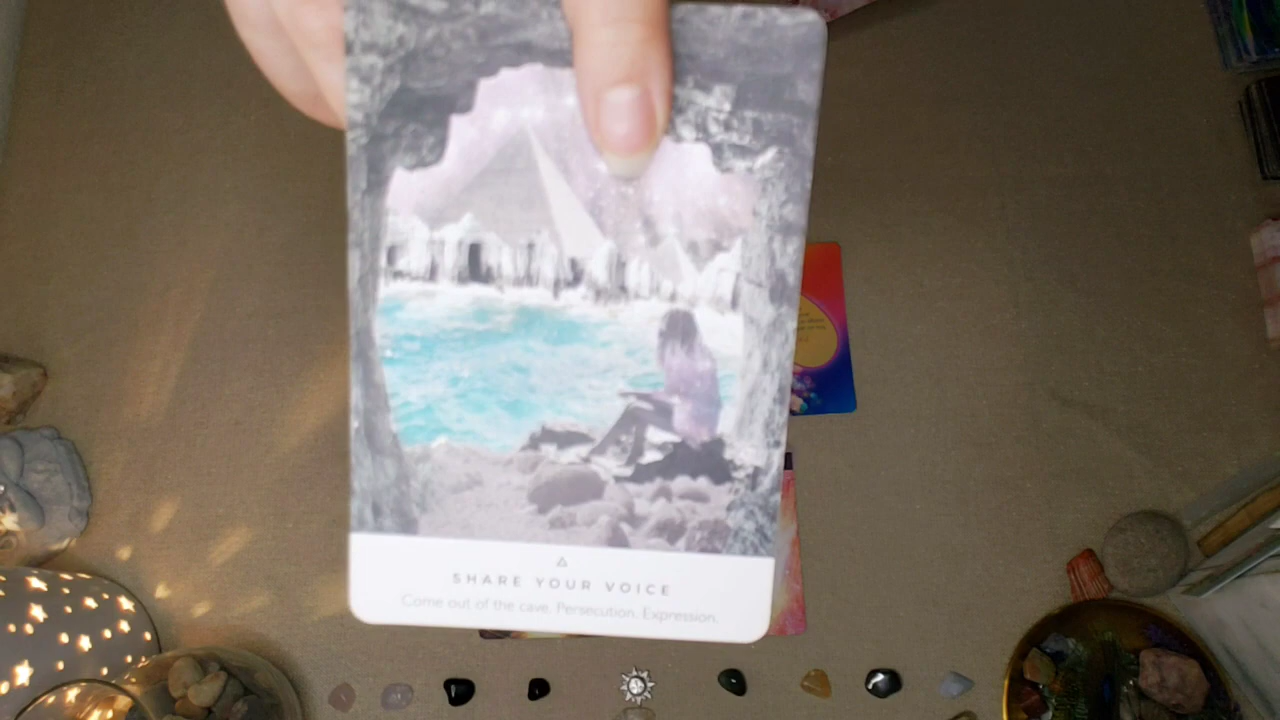 SHARE YOUR VOICE
Come out of the cave. Persecution. Expression.